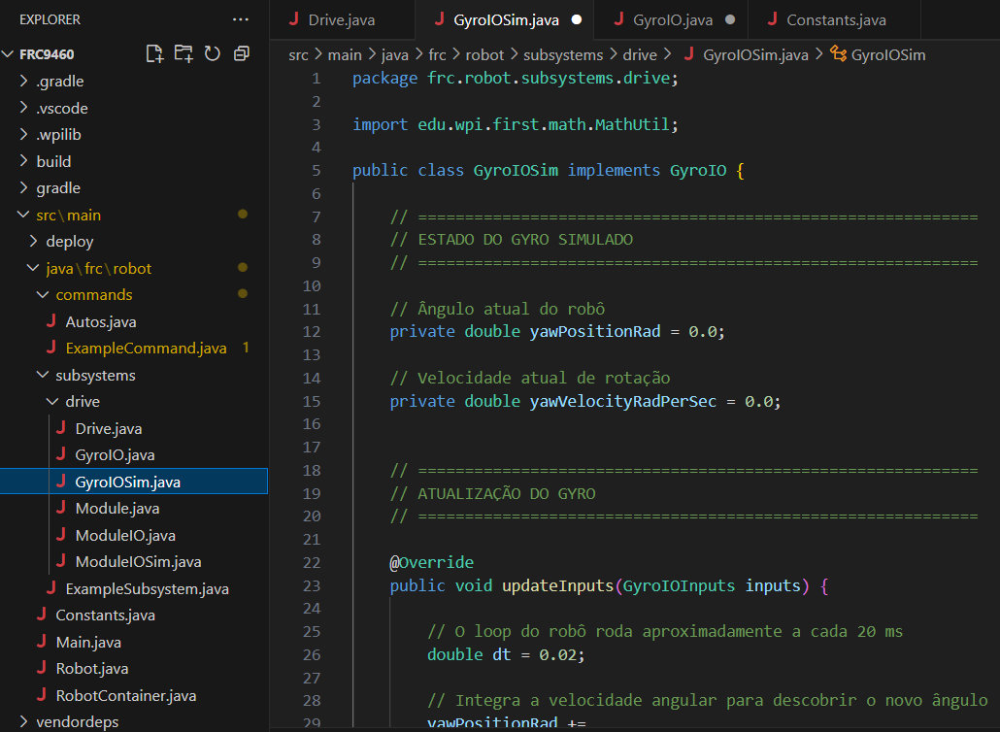 EXPLORER ...
FRC9460
.gradle
.vscode
.wpilib
build
gradle
src\main
deploy
java\frc\robot
commands
J Autos.java
J ExampleCommand.java 1
subsystems
drive
J Drive.java
J GyroIO.java
J GyroIOSim.java
J Module.java
J ModuleIO.java
J ModuleIOSim.java
J ExampleSubsystem.java
J Constants.java
J Main.java
J Robot.java
J RobotContainer.java
vendordeps
J Drive.java J GyroIOSim.java ● J GyroIO.java ● J Constants.java
src > main > java > frc > robot > subsystems > drive > J GyroIOSim.java > GyroIOSim
1 package frc.robot.subsystems.drive;
2
3 import edu.wpi.first.math.MathUtil;
4
5 public class GyroIOSim implements GyroIO {
6
7 // ============================================================
8 // ESTADO DO GYRO SIMULADO
9 // ============================================================
10
11 // Ângulo atual do robô
12 private double yawPositionRad = 0.0;
13
14 // Velocidade atual de rotação
15 private double yawVelocityRadPerSec = 0.0;
16
17
18 // ============================================================
19 // ATUALIZAÇÃO DO GYRO
20 // ============================================================
21
22 @Override
23 public void updateInputs(GyroIOInputs inputs) {
24
25 // O loop do robô roda aproximadamente a cada 20 ms
26 double dt = 0.02;
27
28 // Integra a velocidade angular para descobrir o novo ângulo
29 yawPositionRad +=